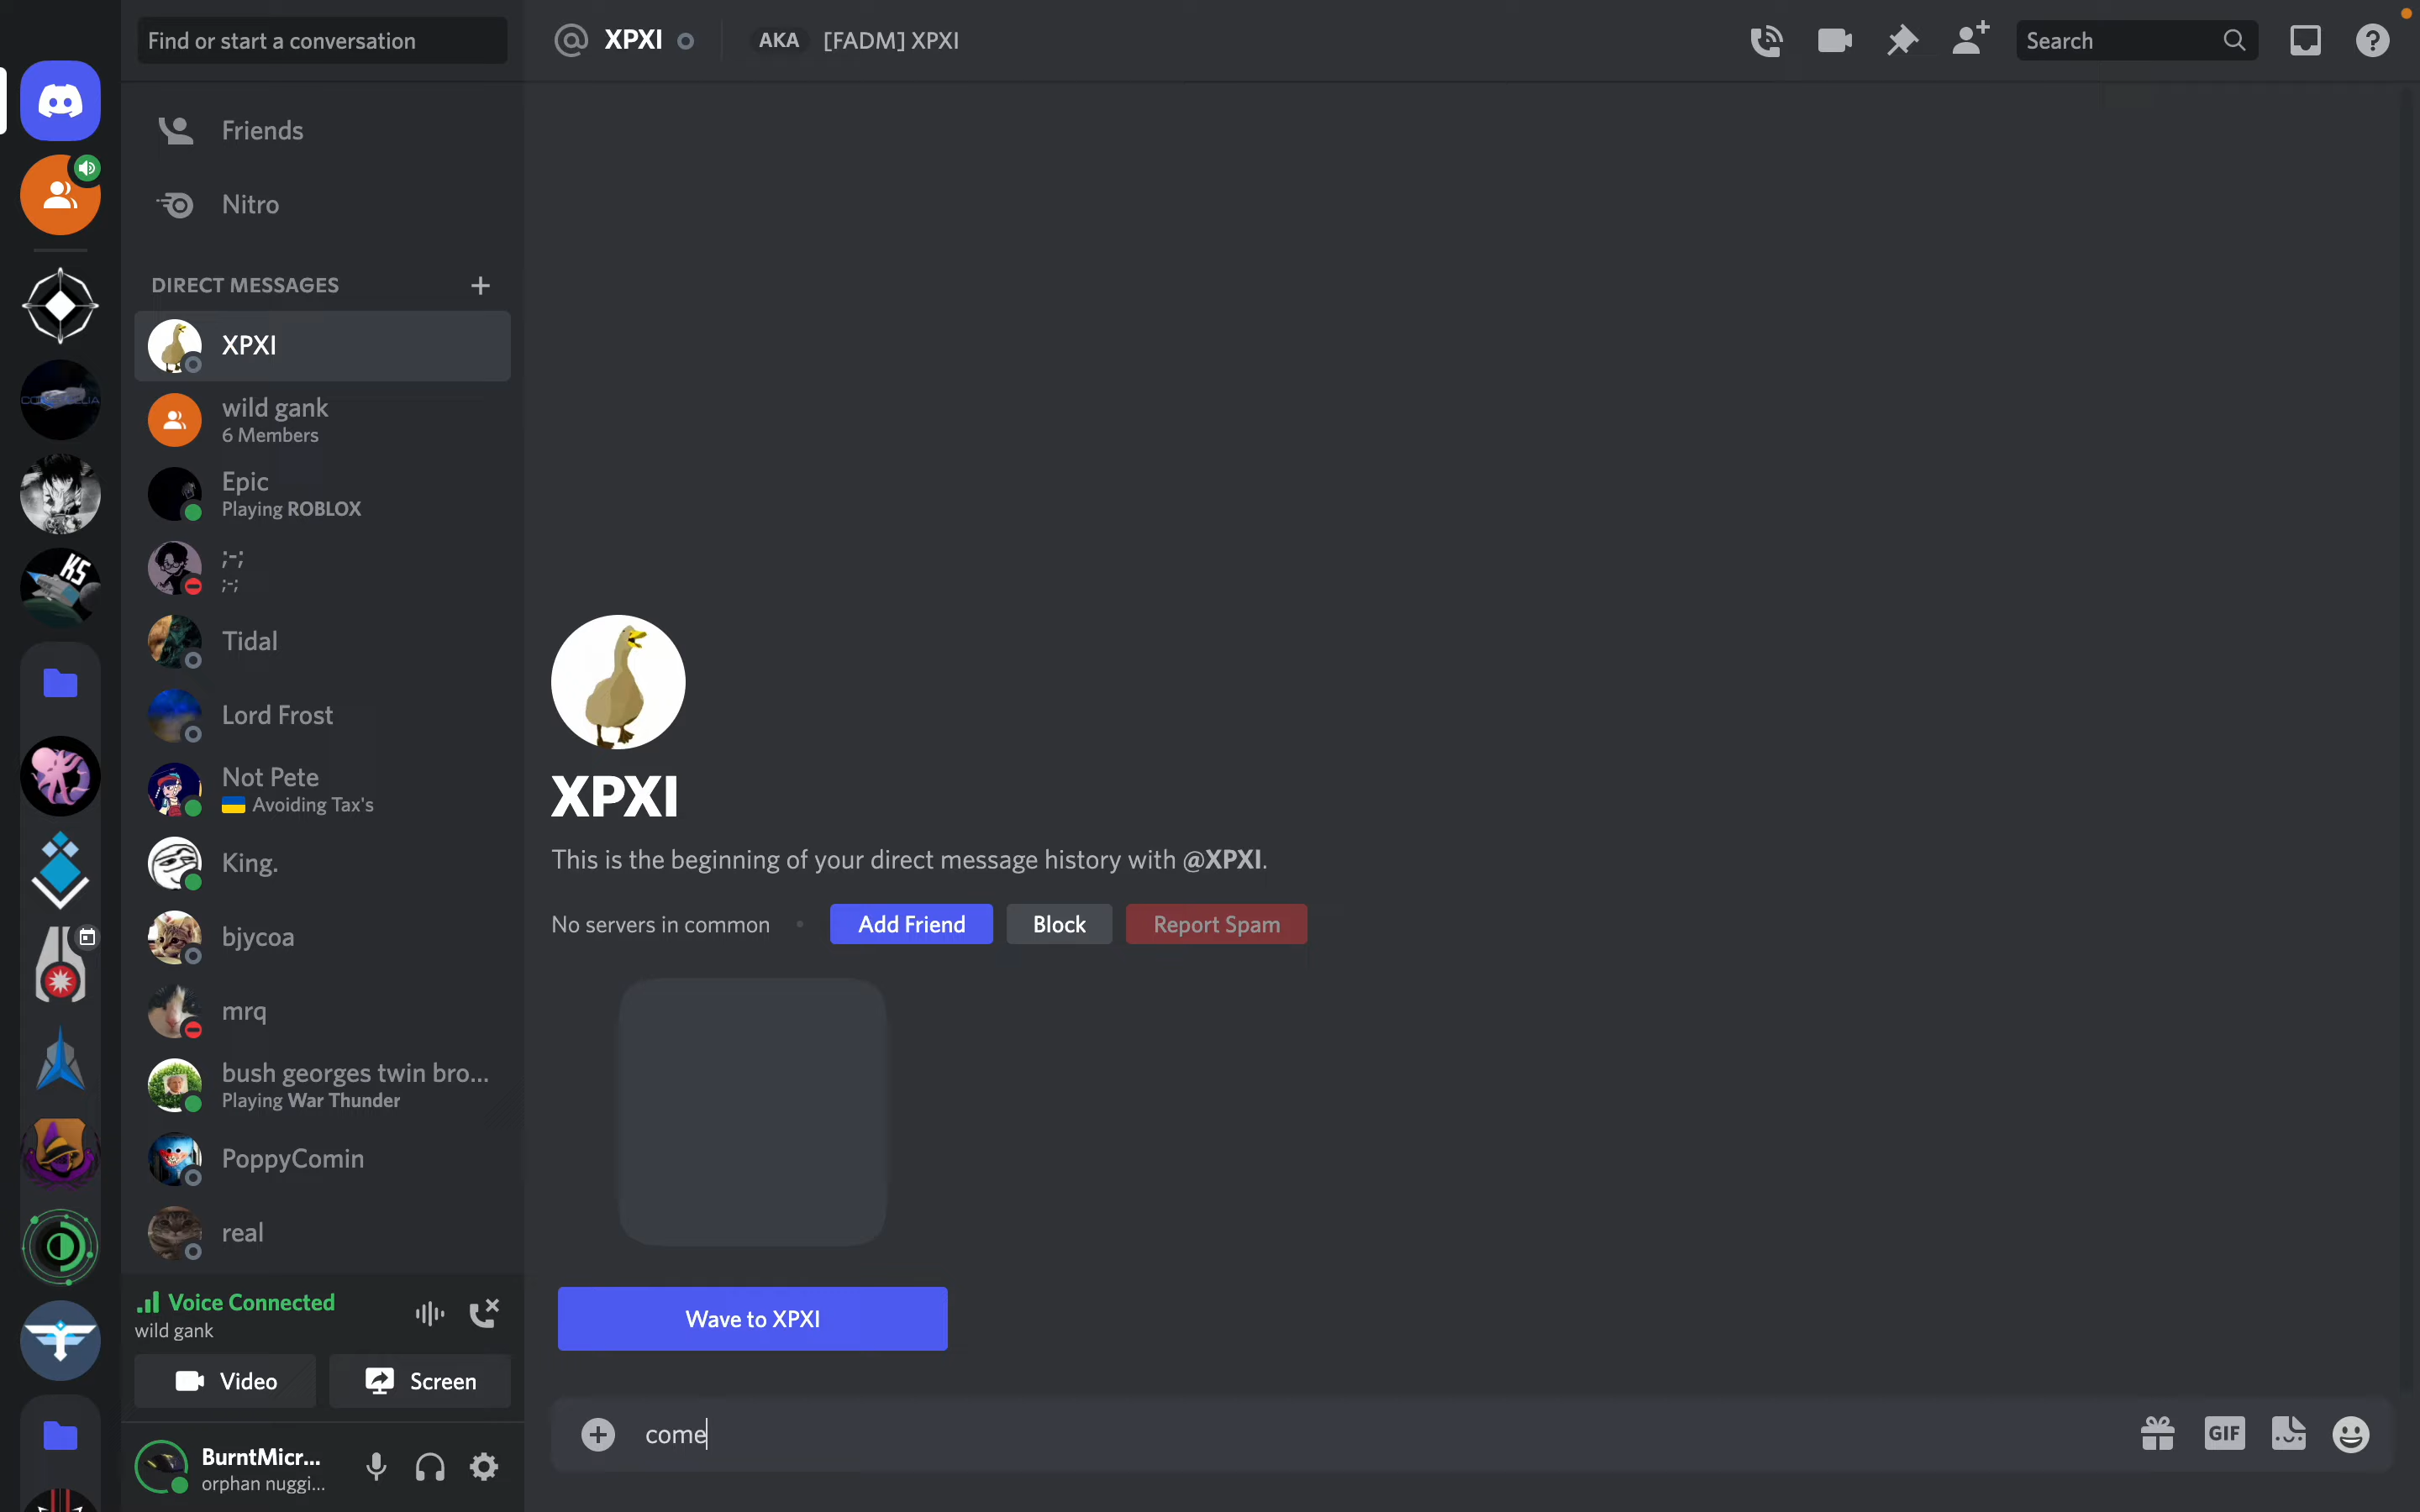 Find or start a conversation
Friends
Nitro
DIRECT MESSAGES
XPXI
wild gank
6 Members
Epic
Playing ROBLOX
;-;
;-;
Tidal
Lord Frost
Not Pete
Avoiding Tax's
King.
bjycoa
mrq
bush georges twin bro...
Playing War Thunder
PoppyComin
real
Voice Connected
wild gank
Video
Screen
BurntMicr...
orphan nuggi...
KS
XPXI
AKA [FADM] XPXI
Search
XPXI
This is the beginning of your direct message history with @XPXI.
No servers in common
Add Friend
Block
Report Spam
Wave to XPXI
come
GIF